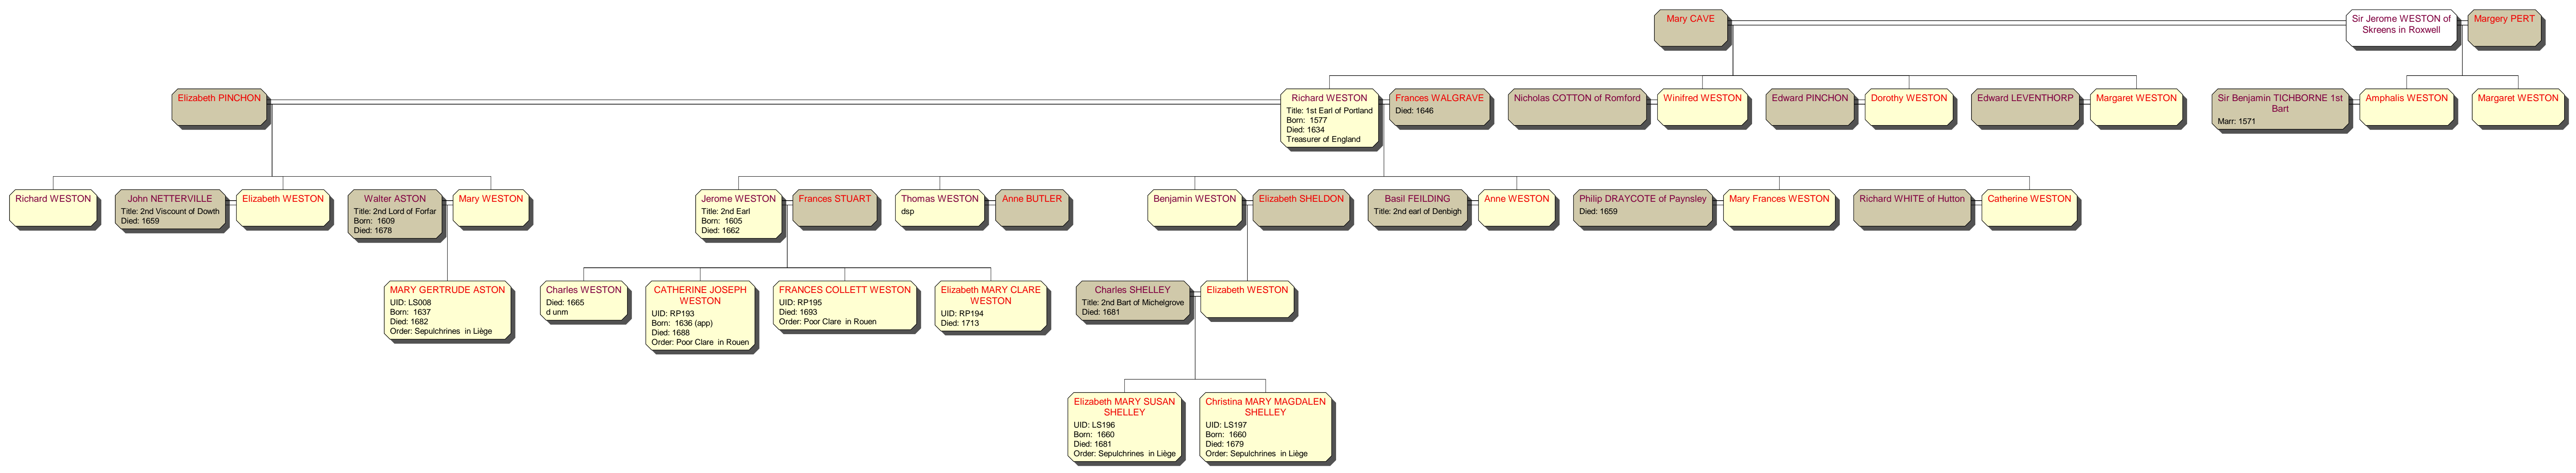 Mary CAVE
Sir Jerome WESTON of
Skreens in Roxwell
Margery PERT
Elizabeth PINCHON
Richard WESTON
Title: 1st Earl of Portland
Born: 1577
Died: 1634
Treasurer of England
Frances WALGRAVE
Died: 1646
Nicholas COTTON of Romford
Winifred WESTON
Edward PINCHON
Dorothy WESTON
Edward LEVENTHORP
Margaret WESTON
Sir Benjamin TICHBORNE 1st
Bart
Marr: 1571
Amphalis WESTON
Margaret WESTON
Richard WESTON
John NETTERVILLE
Title: 2nd Viscount of Dowth
Died: 1659
Elizabeth WESTON
Walter ASTON
Title: 2nd Lord of Forfar
Born: 1609
Died: 1678
Mary WESTON
Jerome WESTON
Title: 2nd Earl
Born: 1605
Died: 1662
Frances STUART
Thomas WESTON
dsp
Anne BUTLER
Benjamin WESTON
Elizabeth SHELDON
Basil FEILDING
Title: 2nd earl of Denbigh
Anne WESTON
Philip DRAYCOTE of Paynsley
Died: 1659
Mary Frances WESTON
Richard WHITE of Hutton
Catherine WESTON
MARY GERTRUDE ASTON
UID: LS008
Born: 1637
Died: 1682
Order: Sepulchrines in Liège
Charles WESTON
Died: 1665
d unm
CATHERINE JOSEPH
WESTON
UID: RP193
Born: 1636 (app)
Died: 1688
Order: Poor Clare in Rouen
FRANCES COLLETT WESTON
UID: RP195
Died: 1693
Order: Poor Clare in Rouen
Elizabeth MARY CLARE
WESTON
UID: RP194
Died: 1713
Charles SHELLEY
Title: 2nd Bart of Michelgrove
Died: 1681
Elizabeth WESTON
Elizabeth MARY SUSAN
SHELLEY
UID: LS196
Born: 1660
Died: 1681
Order: Sepulchrines in Liège
Christina MARY MAGDALEN
SHELLEY
UID: LS197
Born: 1660
Died: 1679
Order: Sepulchrines in Liège